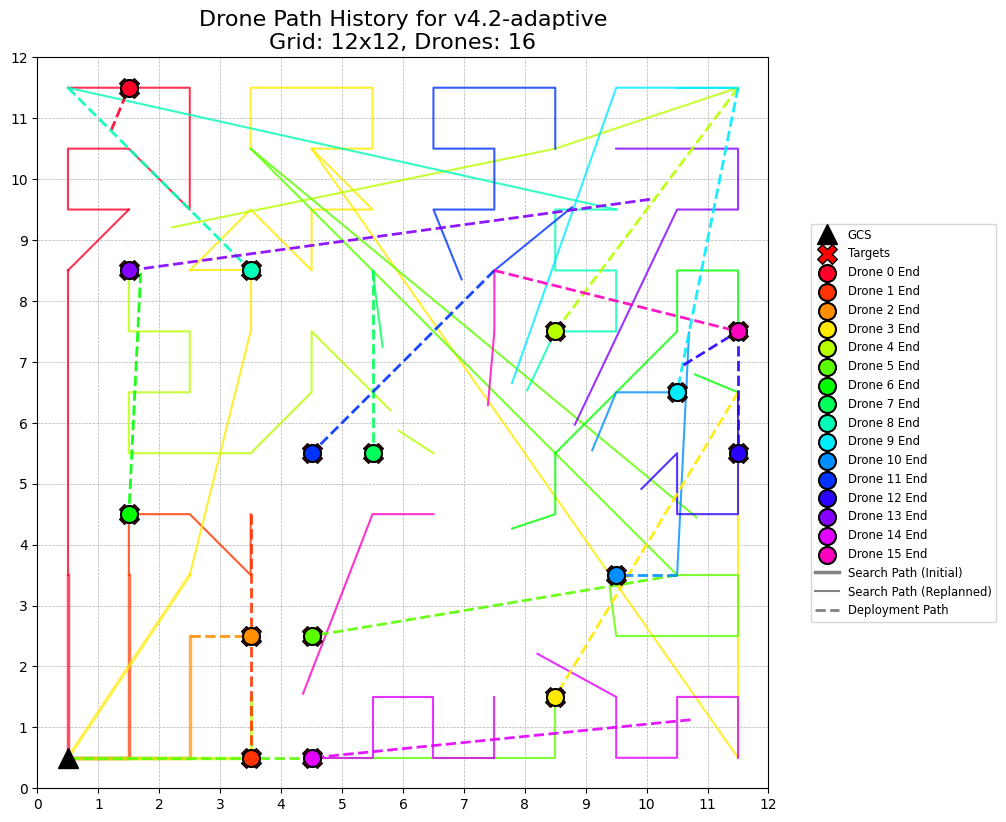 Drone Path History for v4.2-adaptive
Grid: 12x12, Drones: 16
12
11
10
9
8
7
6
5
4
3
2
1
0
0 1 2 3 4 5 6 7 8 9 10 11 12
GCS
Targets
Drone 0 End
Drone 1 End
Drone 2 End
Drone 3 End
Drone 4 End
Drone 5 End
Drone 6 End
Drone 7 End
Drone 8 End
Drone 9 End
Drone 10 End
Drone 11 End
Drone 12 End
Drone 13 End
Drone 14 End
Drone 15 End
Search Path (Initial)
Search Path (Replanned)
Deployment Path